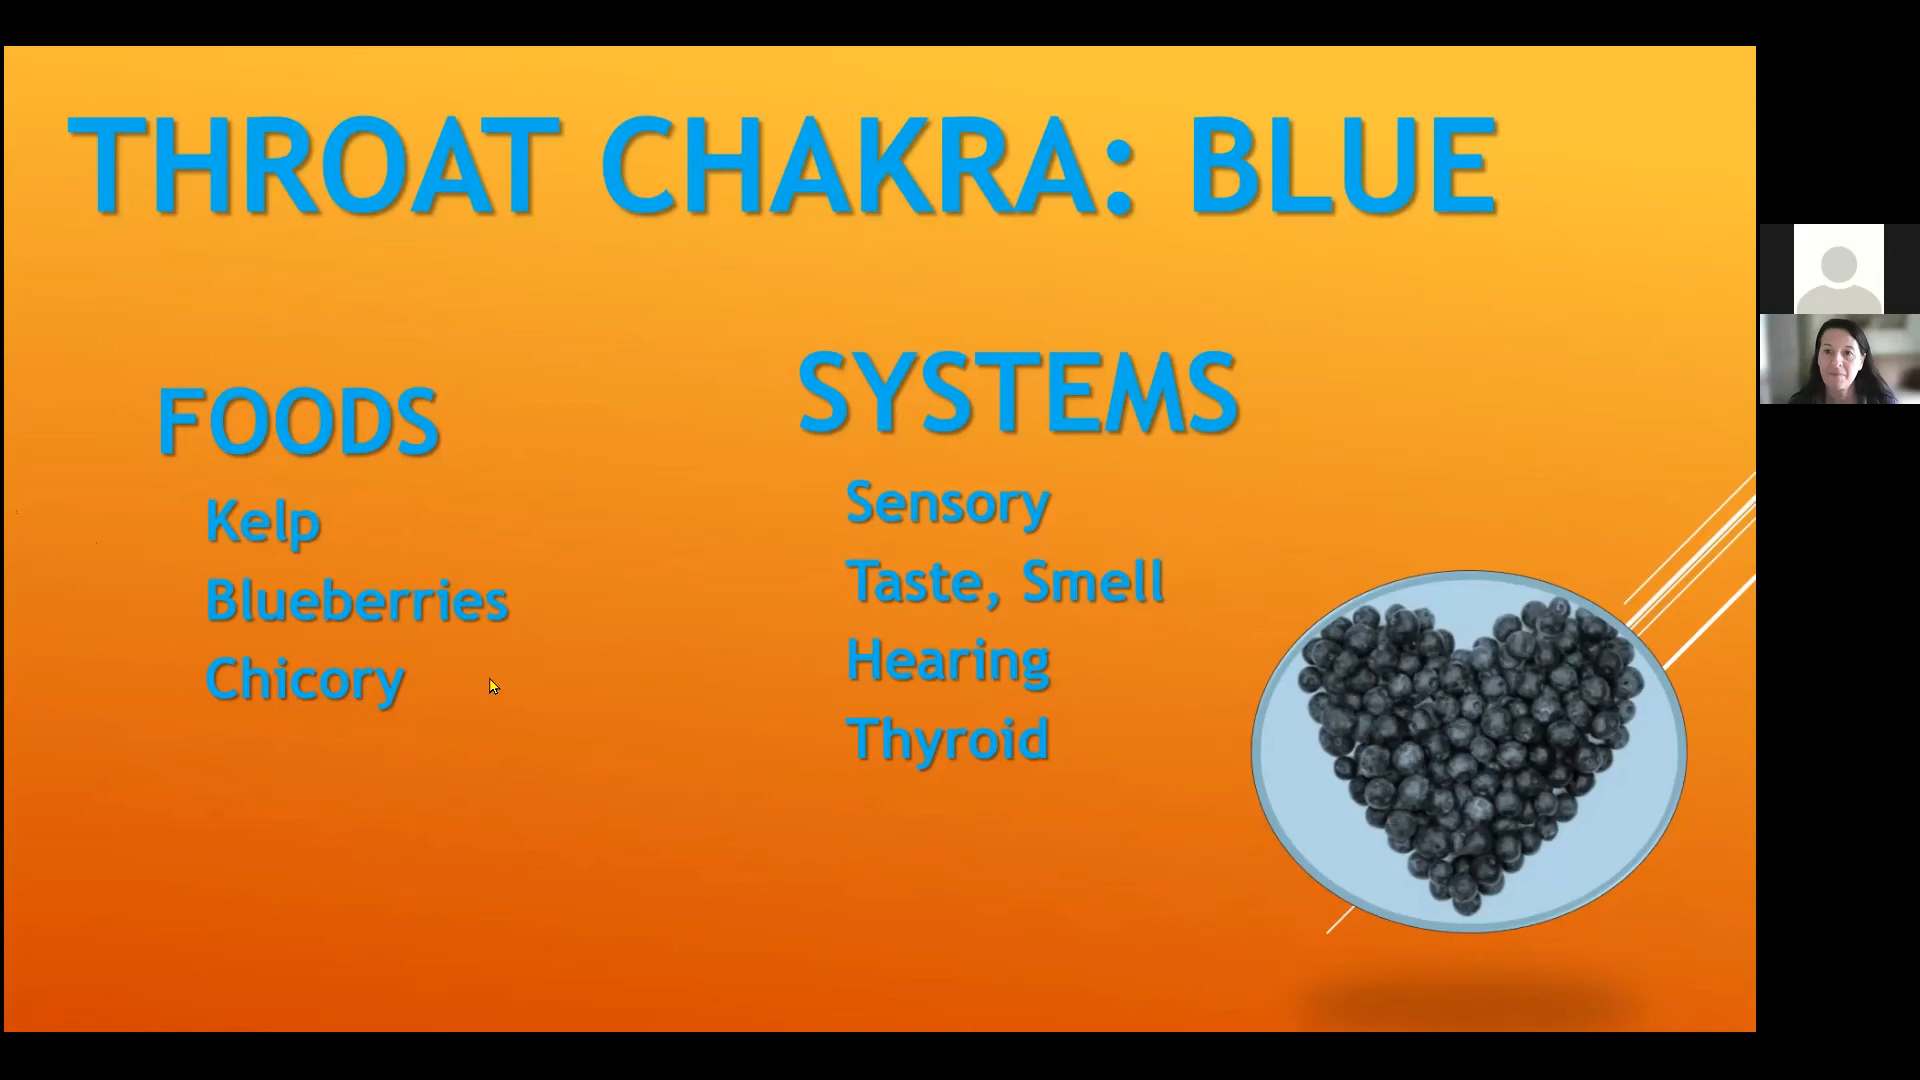 THROAT CHAKRA: BLUE
FOODS
Kelp
Blueberries
Chicory
SYSTEMS
Sensory
Taste, Smell
Hearing
Thyroid